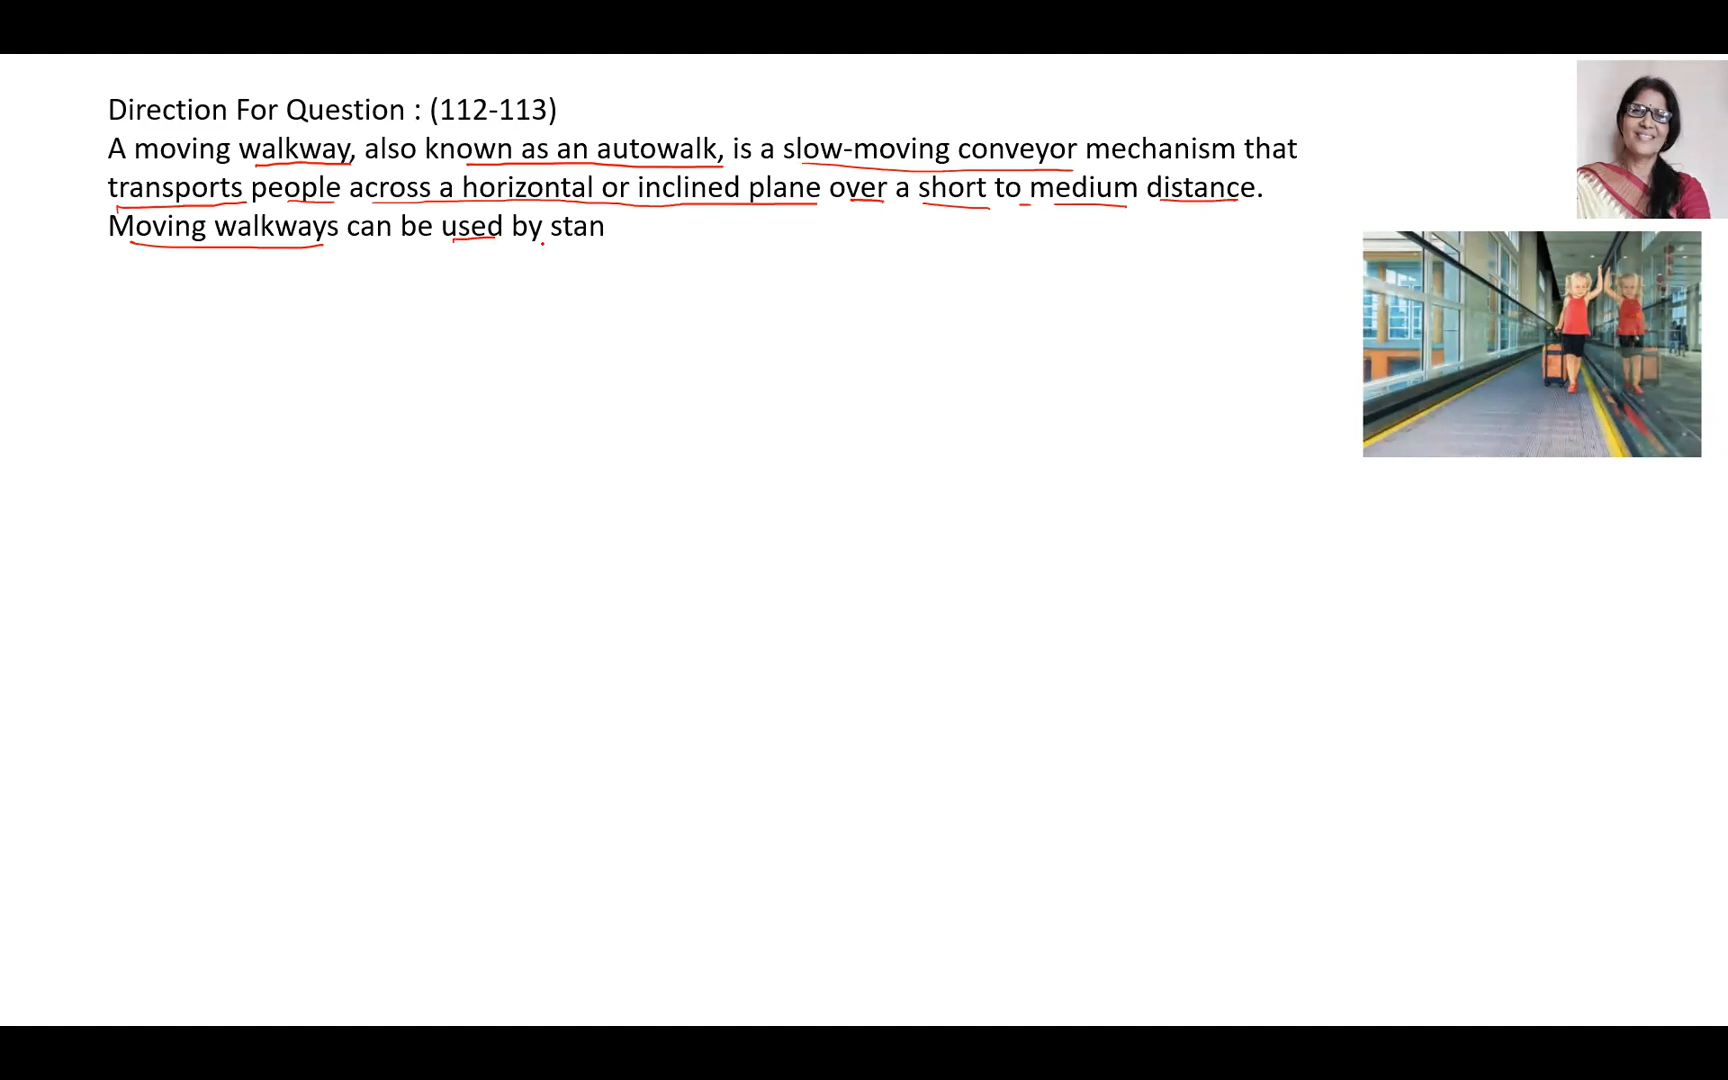 Direction For Question : (112-113)
A moving walkway, also known as an autowalk, is a slow-moving conveyor mechanism that
transports people across a horizontal or inclined plane over a short to medium distance.
Moving walkways can be used by stan